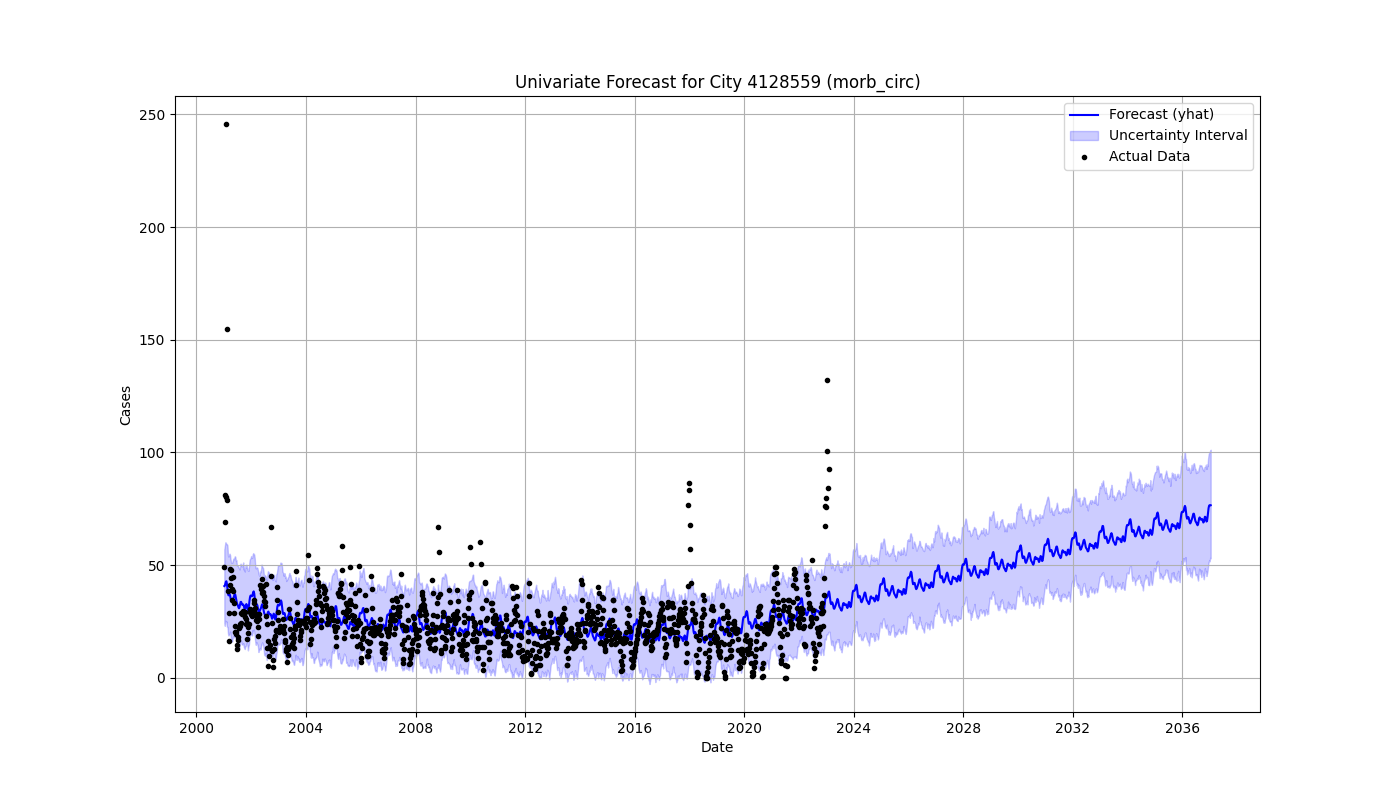 Univariate Forecast for City 4128559 (morb_circ)
Forecast (yhat)
Uncertainty Interval
Actual Data
250
200
150
100
50
0
Cases
2000 2004 2008 2012 2016 2020 2024 2028 2032 2036
Date